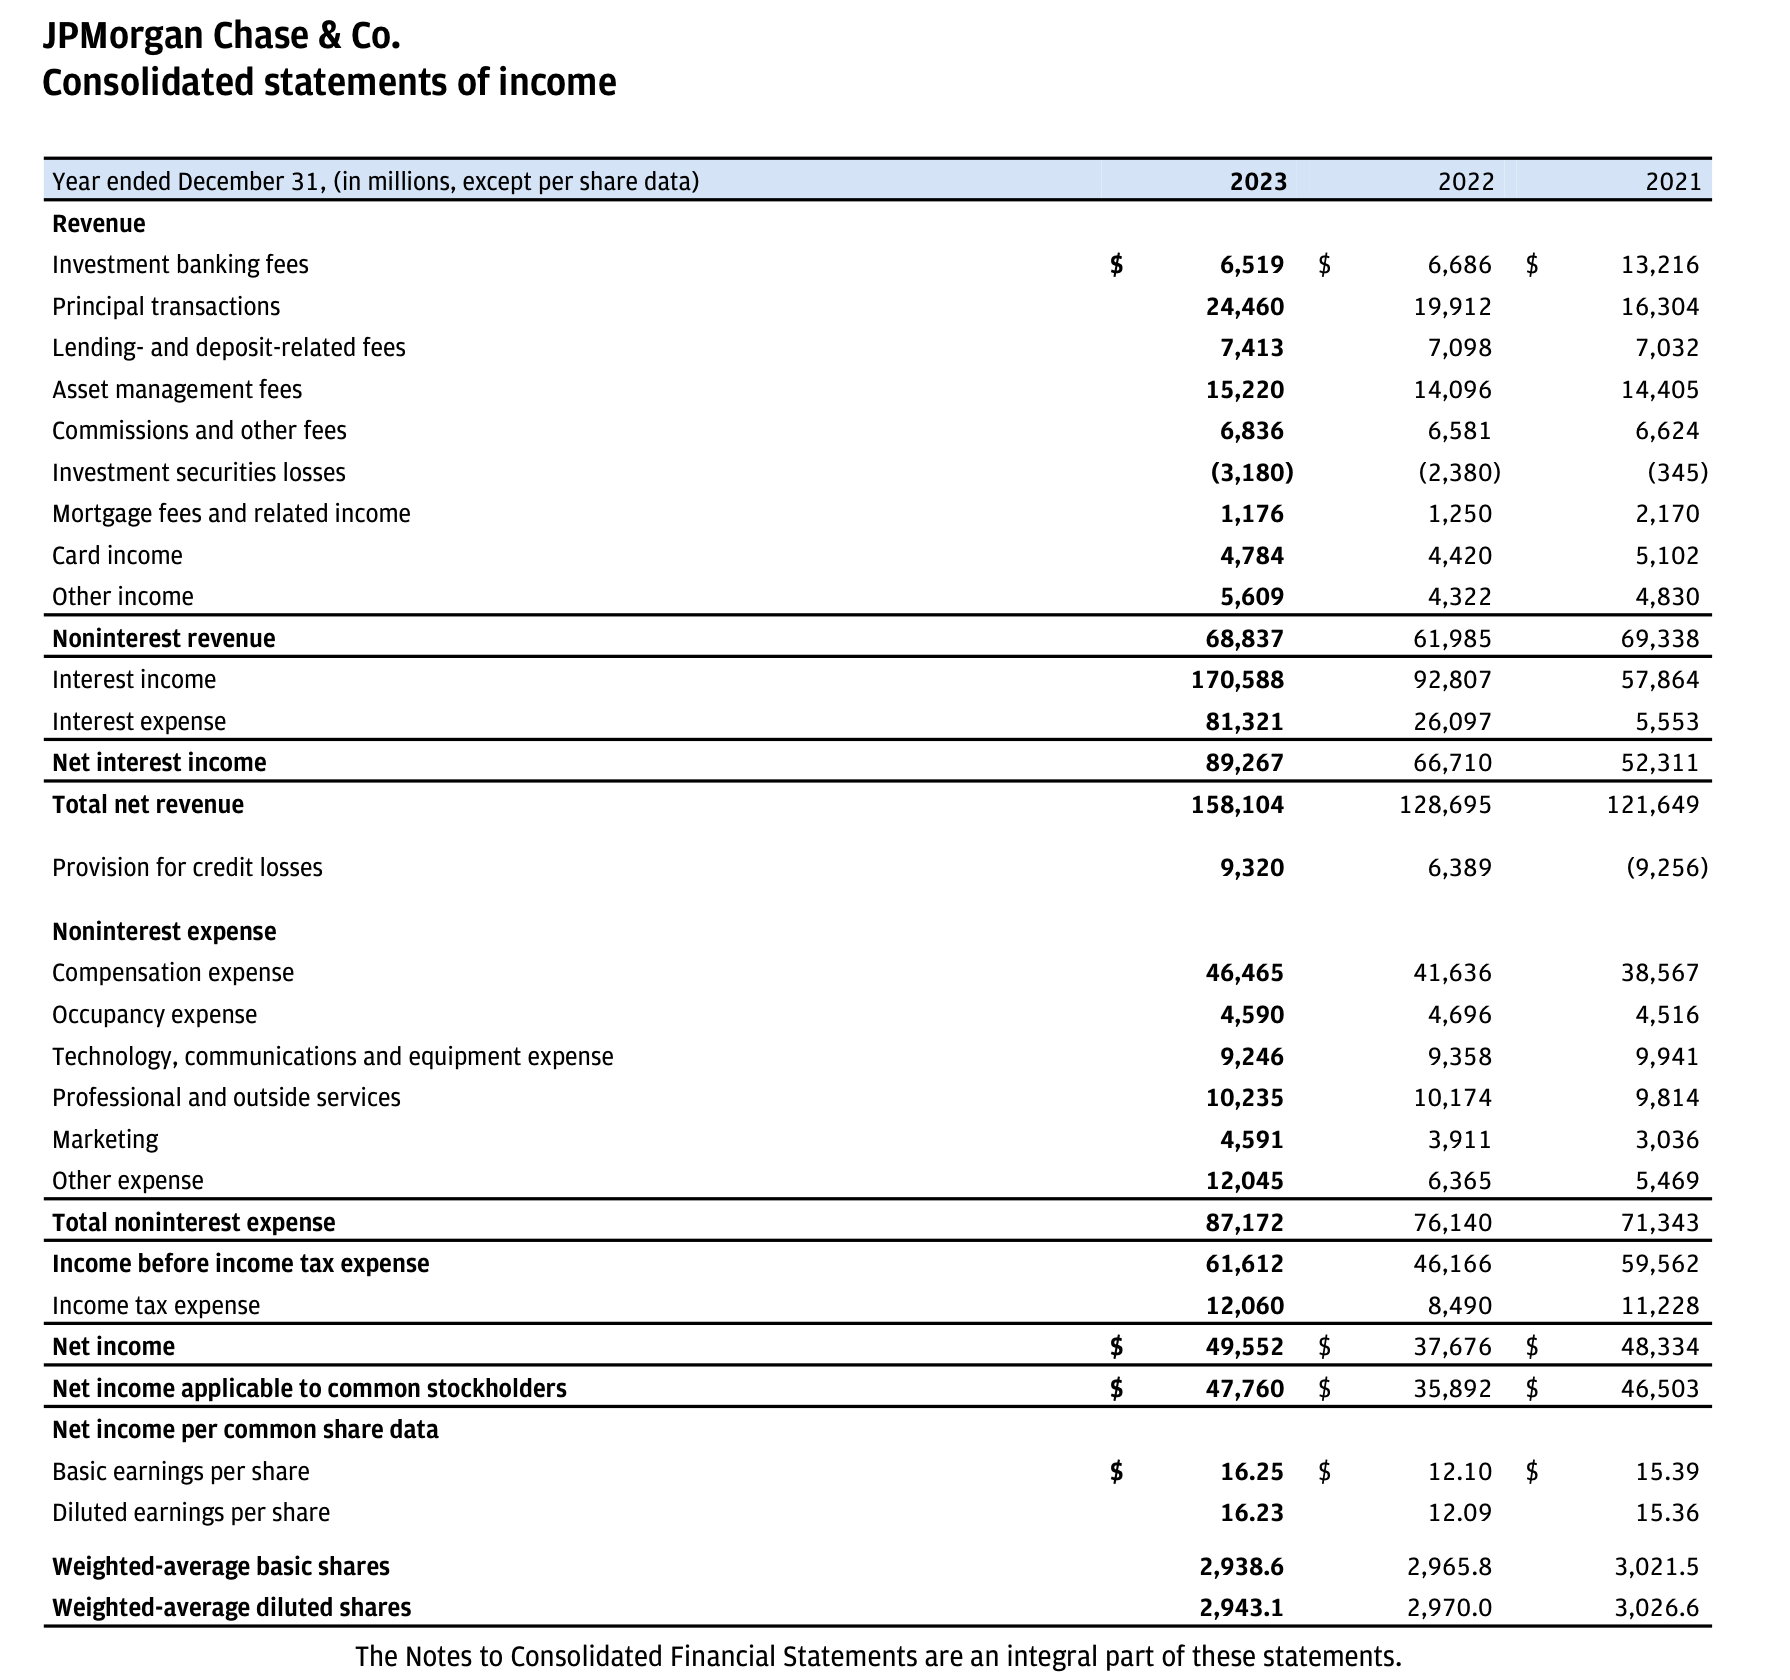 JPMorgan Chase & Co.
Consolidated statements of income
Year ended December 31, (in millions, except per share data) 2023 2022 2021
Revenue
Investment banking fees $ 6,519 $ 6,686 $ 13,216
Principal transactions 24,460 19,912 16,304
Lending- and deposit-related fees 7,413 7,098 7,032
Asset management fees 15,220 14,096 14,405
Commissions and other fees 6,836 6,581 6,624
Investment securities losses (3,180) (2,380) (345)
Mortgage fees and related income 1,176 1,250 2,170
Card income 4,784 4,420 5,102
Other income 5,609 4,322 4,830
Noninterest revenue 68,837 61,985 69,338
Interest income 170,588 92,807 57,864
Interest expense 81,321 26,097 5,553
Net interest income 89,267 66,710 52,311
Total net revenue 158,104 128,695 121,649
Provision for credit losses 9,320 6,389 (9,256)
Noninterest expense
Compensation expense 46,465 41,636 38,567
Occupancy expense 4,590 4,696 4,516
Technology, communications and equipment expense 9,246 9,358 9,941
Professional and outside services 10,235 10,174 9,814
Marketing 4,591 3,911 3,036
Other expense 12,045 6,365 5,469
Total noninterest expense 87,172 76,140 71,343
Income before income tax expense 61,612 46,166 59,562
Income tax expense 12,060 8,490 11,228
Net income $ 49,552 $ 37,676 $ 48,334
Net income applicable to common stockholders $ 47,760 $ 35,892 $ 46,503
Net income per common share data
Basic earnings per share $ 16.25 $ 12.10 $ 15.39
Diluted earnings per share 16.23 12.09 15.36
Weighted-average basic shares 2,938.6 2,965.8 3,021.5
Weighted-average diluted shares 2,943.1 2,970.0 3,026.6
The Notes to Consolidated Financial Statements are an integral part of these statements.